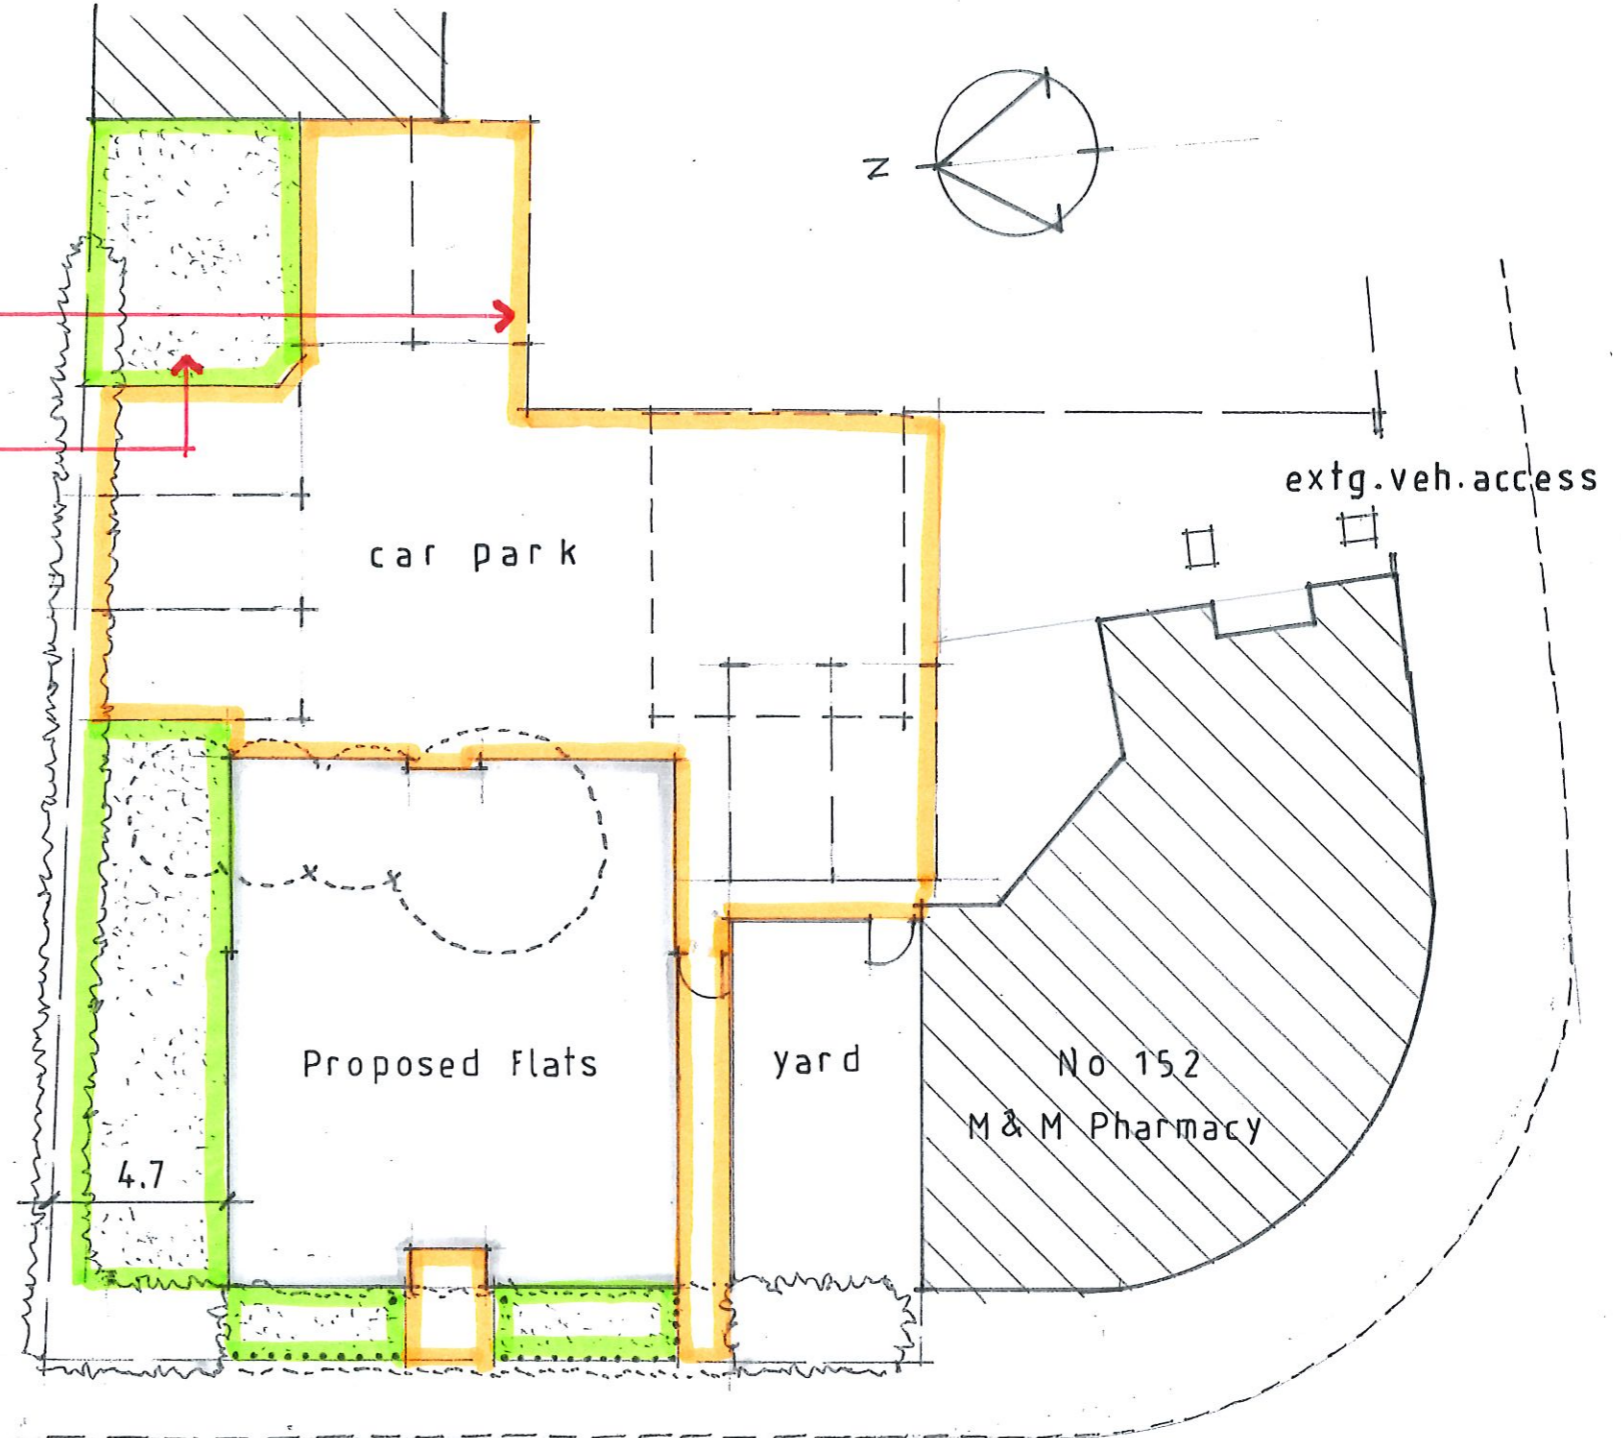 N
extg.veh.access
car park
Proposed Flats
yard
No 152
M & M Pharmacy
4.7